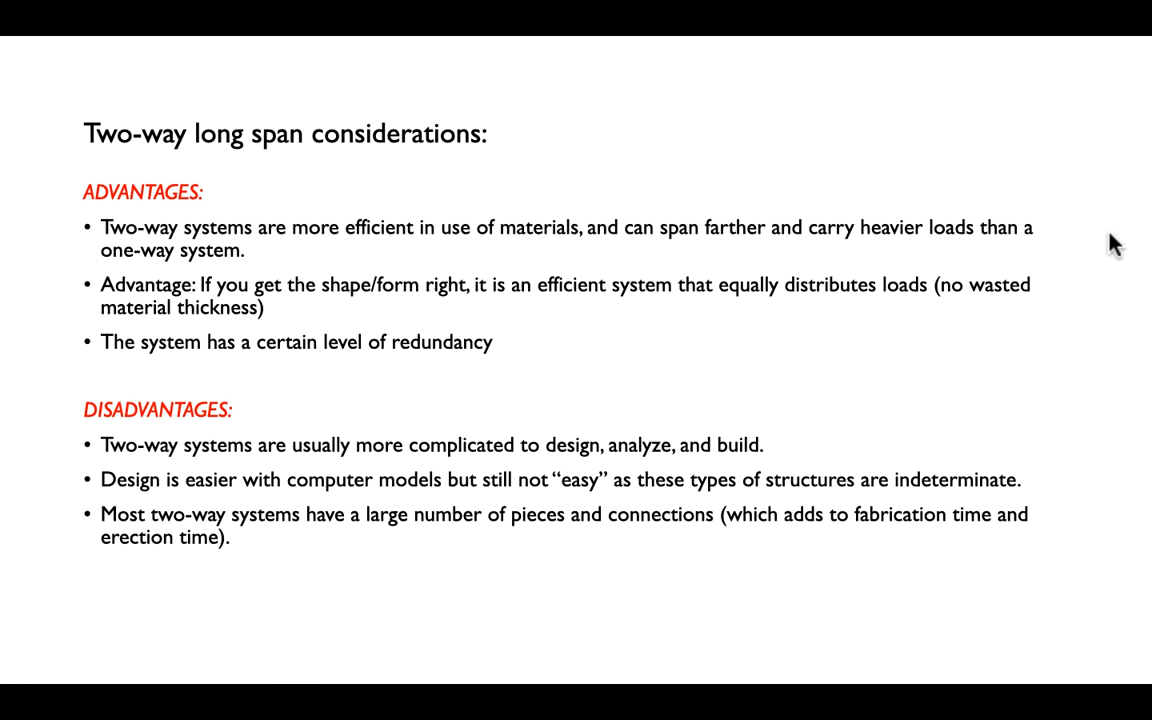 Two-way long span considerations:
ADVANTAGES:
• Two-way systems are more efficient in use of materials, and can span farther and carry heavier loads than a
one-way system.
• Advantage: If you get the shape/form right, it is an efficient system that equally distributes loads (no wasted
material thickness)
• The system has a certain level of redundancy
DISADVANTAGES:
• Two-way systems are usually more complicated to design, analyze, and build.
• Design is easier with computer models but still not “easy” as these types of structures are indeterminate.
• Most two-way systems have a large number of pieces and connections (which adds to fabrication time and
erection time).